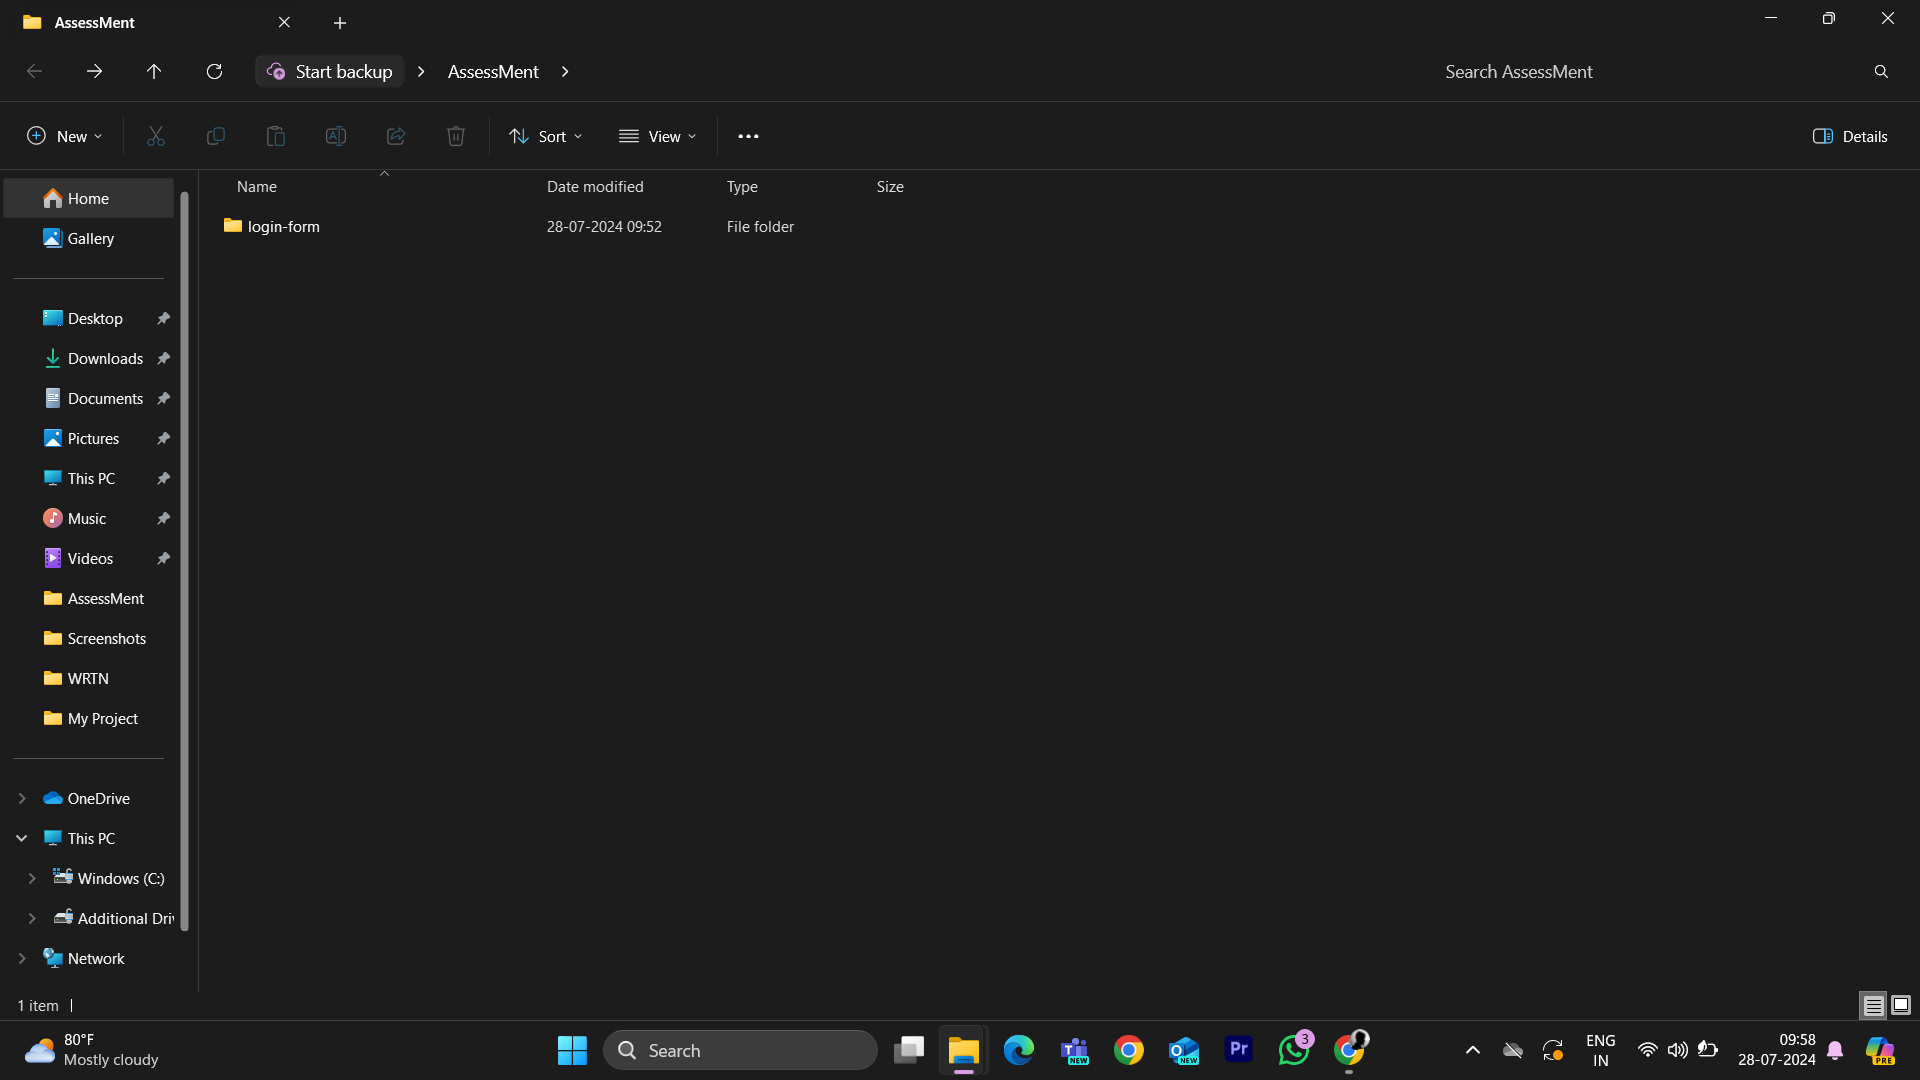 AssessMent
Start backup > AssessMent >
Search AssessMent
New
Sort
View
Details
Name Date modified Type Size
login-form 28-07-2024 09:52 File folder
Home
Gallery
Desktop
Downloads
Documents
Pictures
This PC
Music
Videos
AssessMent
Screenshots
WRTN
My Project
OneDrive
This PC
Windows (C:)
Additional Driv
Network
1 item
80°F
Mostly cloudy
Search
NEW
NEW
Pr
3
ENG
IN
09:58
28-07-2024
PRE